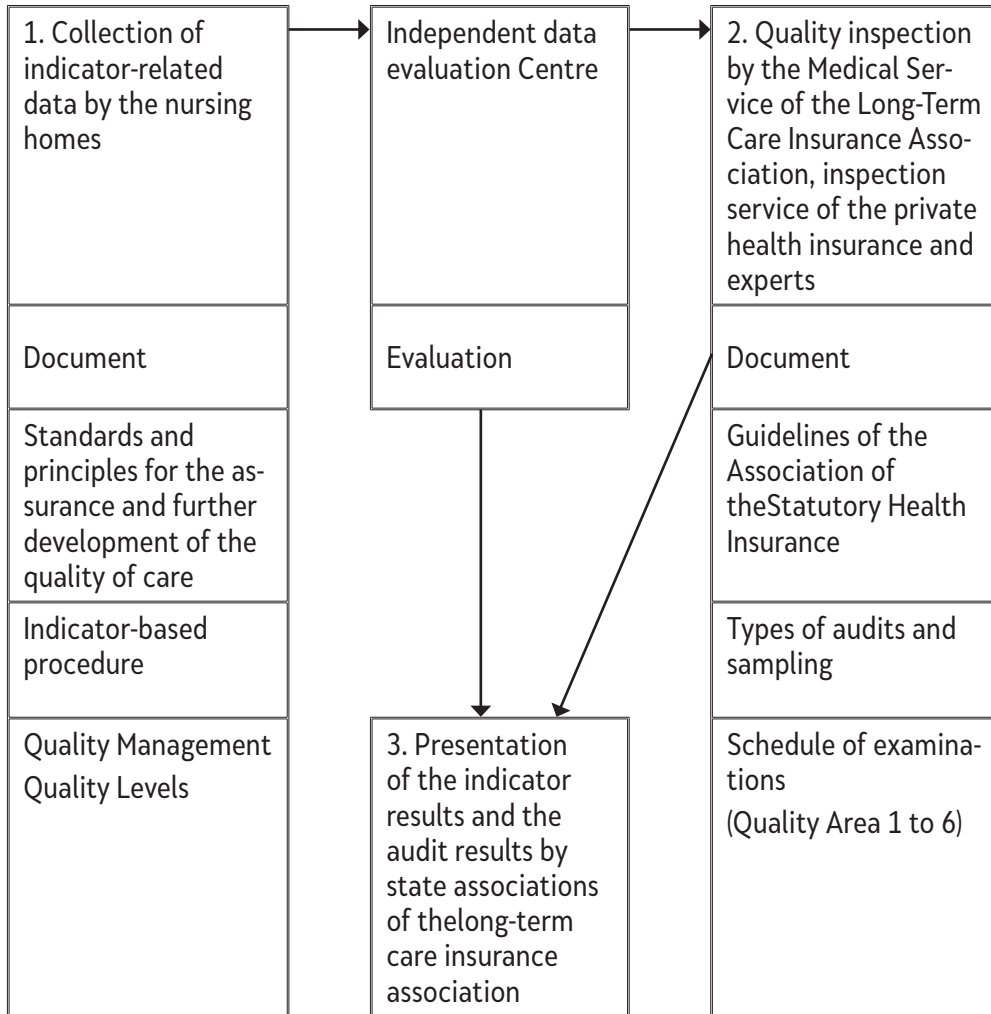 1. Collection of
indicator-related
data by the nursing
homes
Independent data
evaluation Centre
2. Quality inspection
by the Medical Ser-
vice of the Long-Term
Care Insurance Asso-
ciation, inspection
service of the private
health insurance and
experts
Document
Evaluation
Document
Standards and
principles for the as-
surance and further
development of the
quality of care
Guidelines of the
Association of
theStatutory Health
Insurance
Indicator-based
procedure
Types of audits and
sampling
Quality Management
Quality Levels
3. Presentation
of the indicator
results and the
audit results by
state associations
of thelong-term
care insurance
association
Schedule of examina-
tions
(Quality Area 1 to 6)